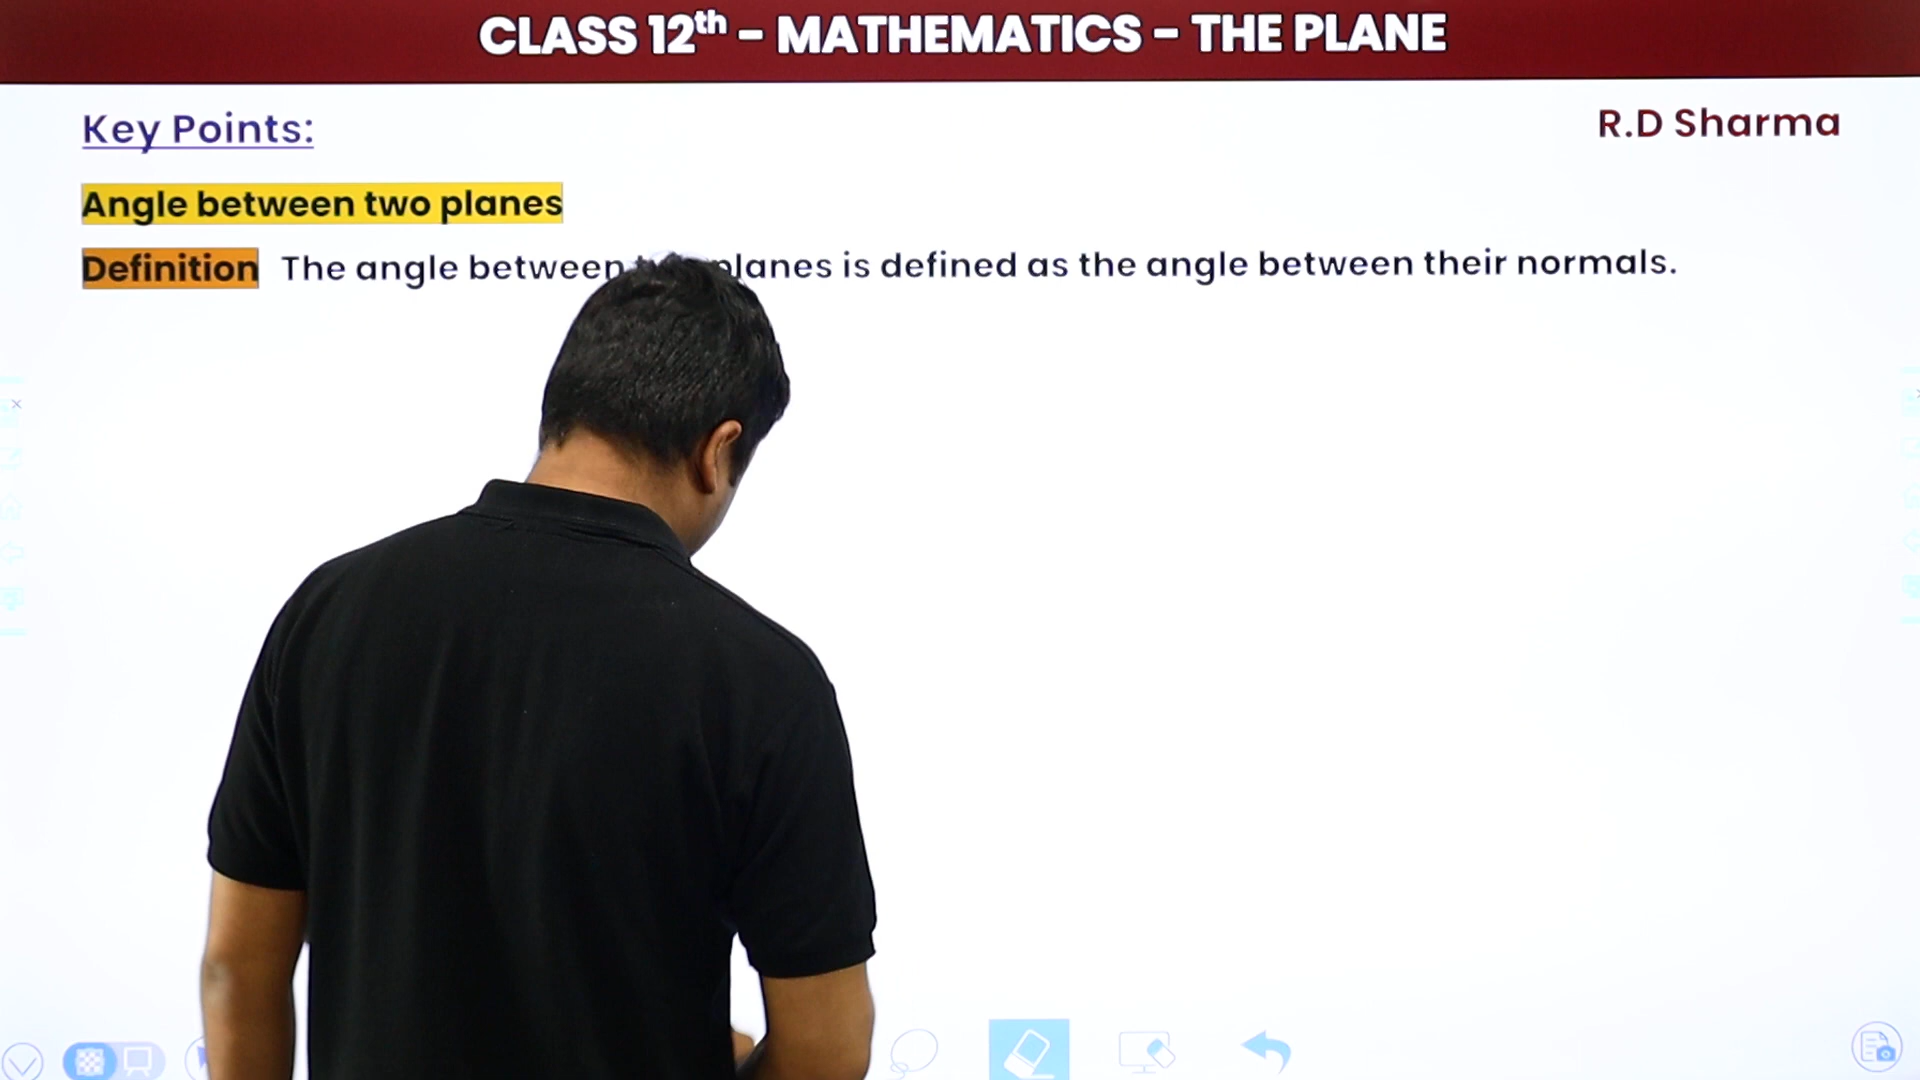 CLASS 12th - MATHEMATICS - THE PLANE
Key Points:
R.D Sharma
Angle between two planes
Definition The angle between planes is defined as the angle between their normals.